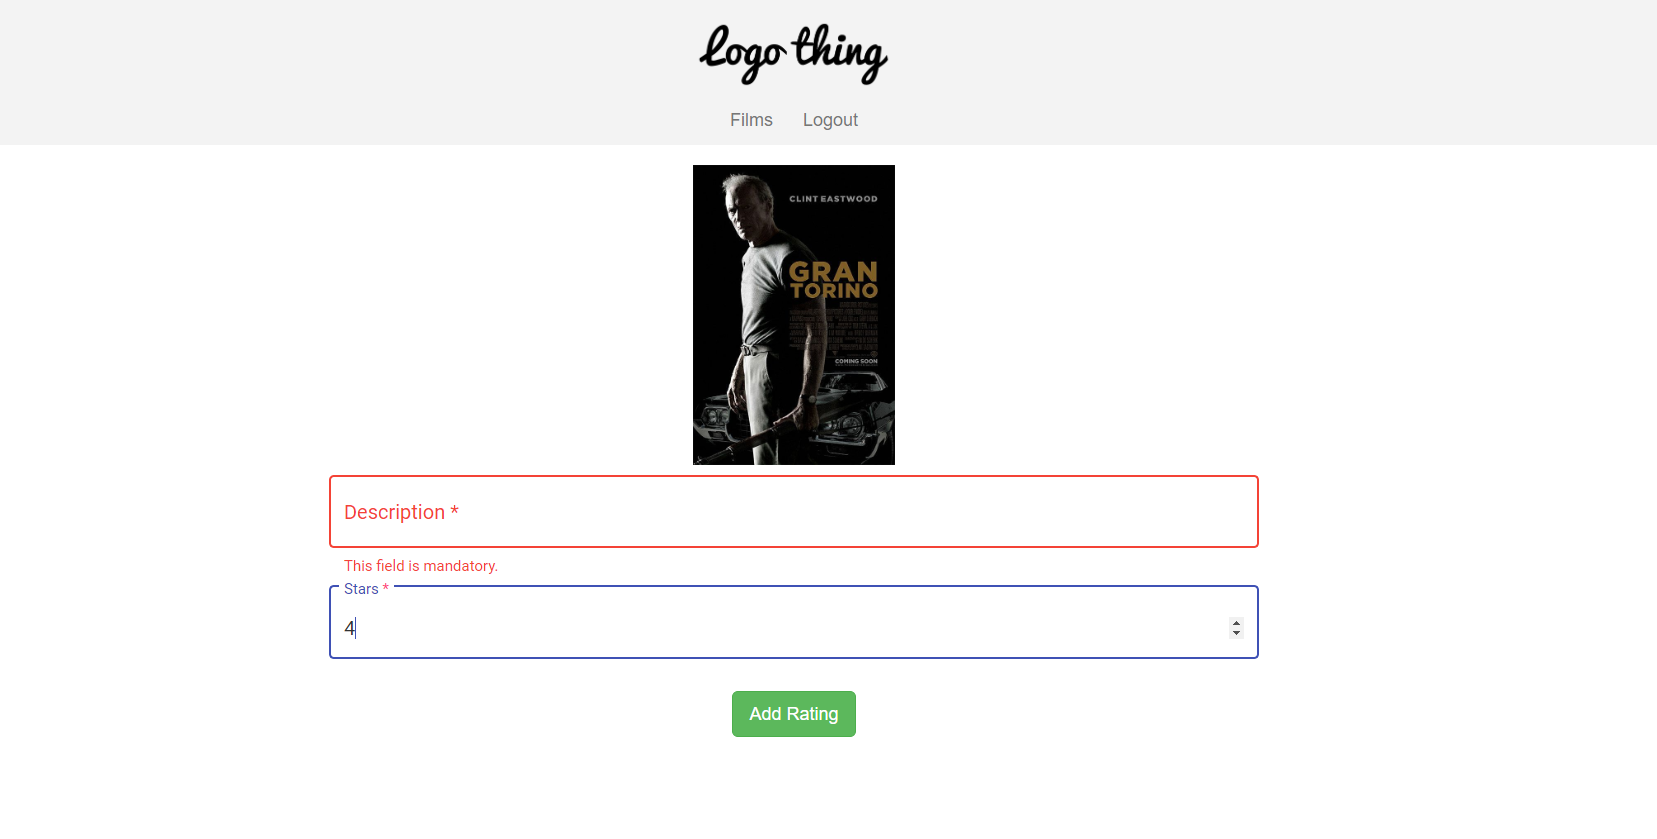 Logo thing
Films Logout
CLINT EASTWOOD
GRAN
TORINO
COMING SOON
Description *
This field is mandatory.
Stars *
4
Add Rating